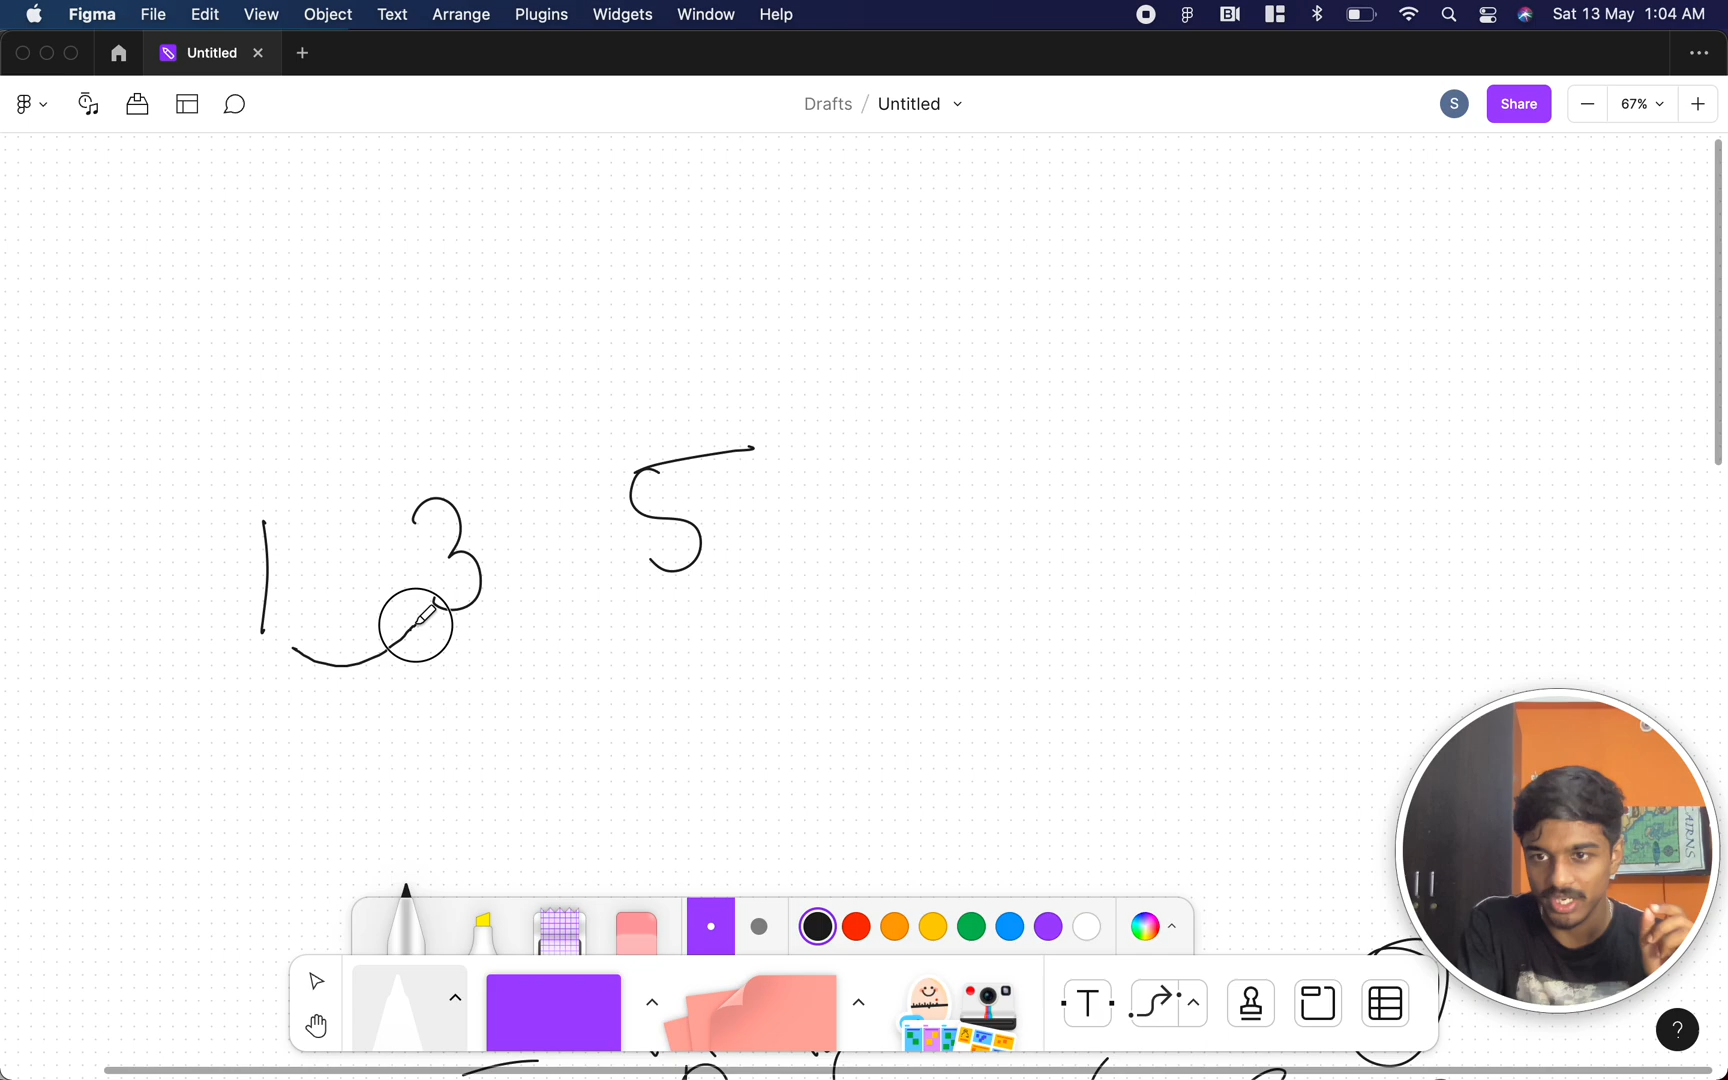 Figma File Edit View Object Text Arrange Plugins Widgets Window Help Sat 13 May 1:04 AM
Untitled
Drafts / Untitled
S
Share
67%
1 3 5
CAIRNS
T
?